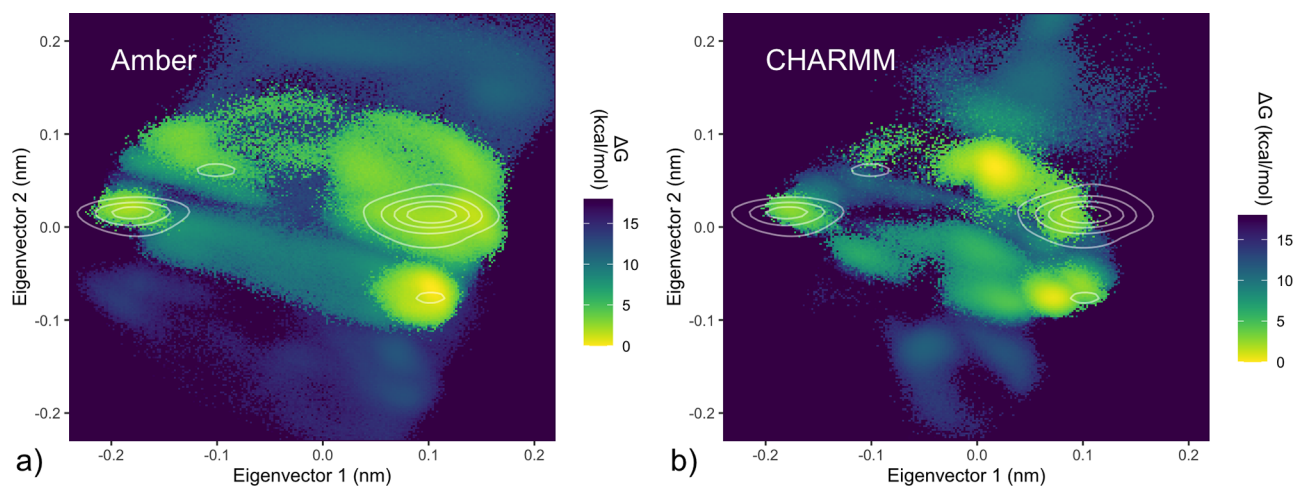 Amber
0.2
0.1
0.0
-0.1
-0.2
Eigenvector 2 (nm)
-0.2
-0.1
0.0
0.1
0.2
Eigenvector 1 (nm)
ΔG
(kcal/mol)
15
10
5
0
a)
CHARMM
0.2
0.1
0.0
-0.1
-0.2
Eigenvector 2 (nm)
-0.2
-0.1
0.0
0.1
0.2
Eigenvector 1 (nm)
ΔG (kcal/mol)
15
10
5
0
b)